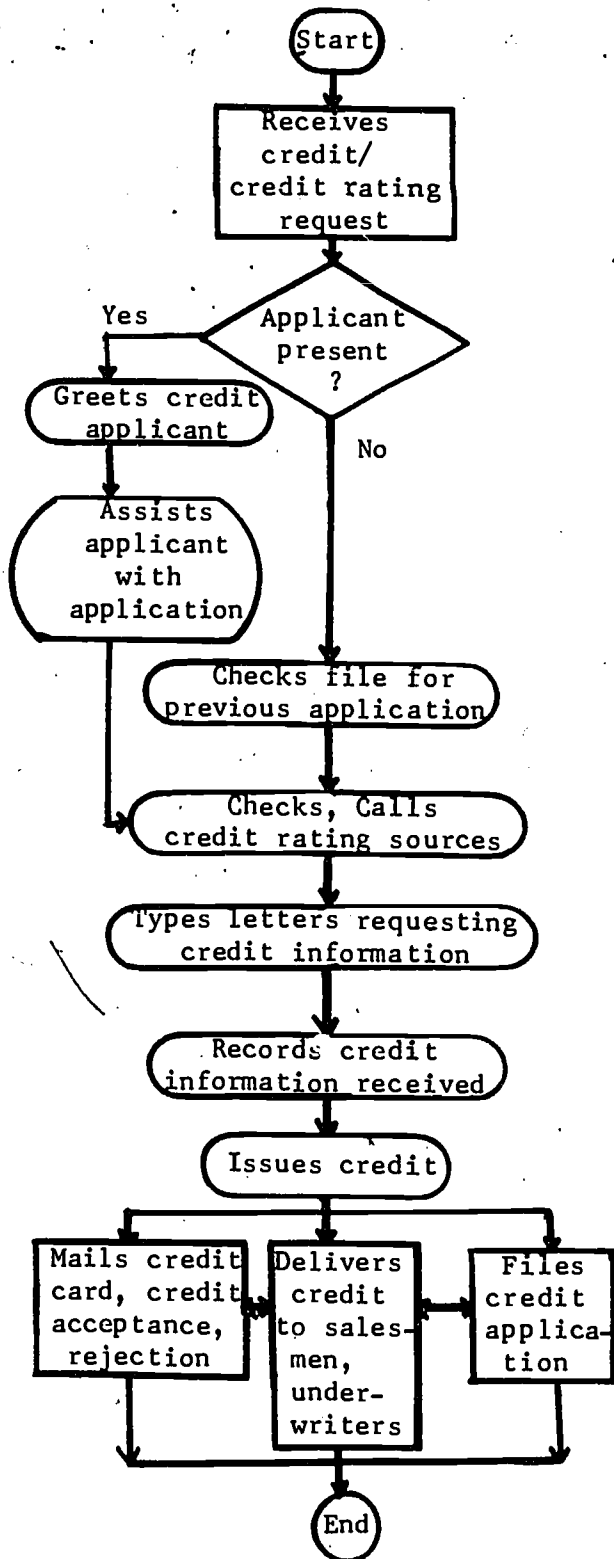 Start
Receives
credit/
credit rating
request
Applicant
present
?
Yes
No
Greets credit
applicant
Assists
applicant
with
application
Checks file for
previous application
Checks, Calls
credit rating sources
Types letters requesting
credit information
Records credit
information received
Issues credit
Mails credit
card, credit
acceptance,
rejection
Delivers
credit
to sales-
men,
under-
writers
Files
credit
applica-
tion
End